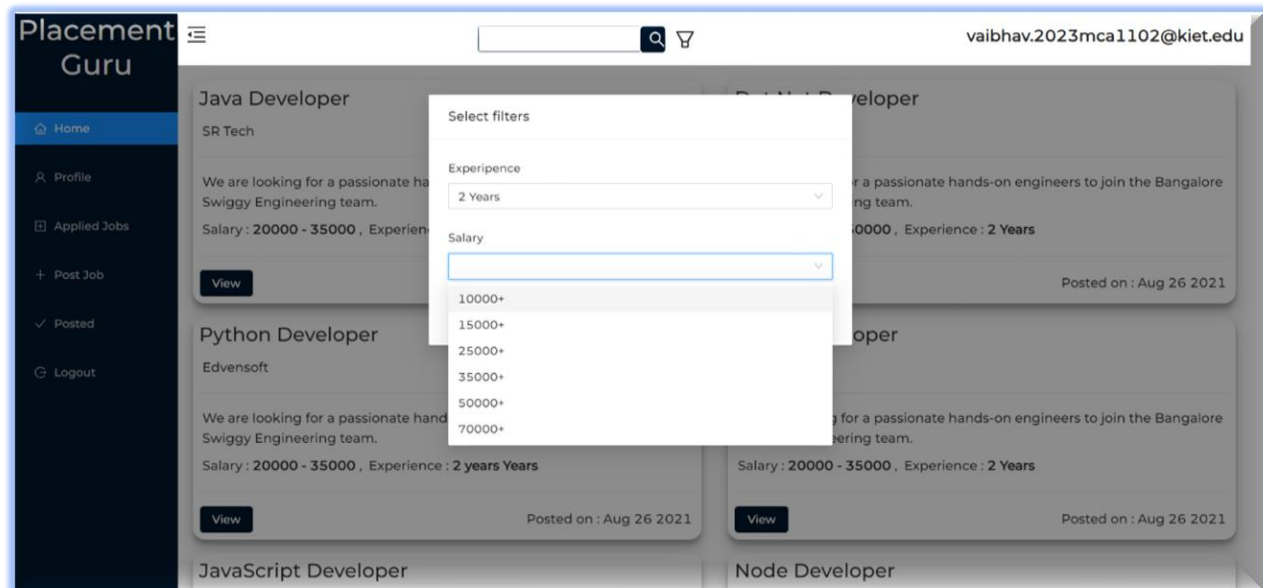 Placement
Guru
vaibhav.2023mca1102@kiet.edu
Home
Profile
Applied Jobs
Post Job
Posted
Logout
Java Developer
SR Tech
We are looking for a passionate
Swiggy Engineering team.
Salary : 20000 - 35000 ,
View
eloper
r a passionate hands-on engineers to join the Bangalore
ng team.
0000 , Experience : 2 Years
Posted on : Aug 26 2021
Select filters
Experipence
2 Years
Salary
10000+
15000+
25000+
35000+
50000+
70000+
Python Developer
Edvensoft
We are looking for a passionate hand
Swiggy Engineering team.
Salary : 20000 - 35000 , Experience : 2 years Years
View Posted on : Aug 26 2021
oper
for a passionate hands-on engineers to join the Bangalore
ering team.
Salary : 20000 - 35000 , Experience : 2 Years
View Posted on : Aug 26 2021
JavaScript Developer
Node Developer